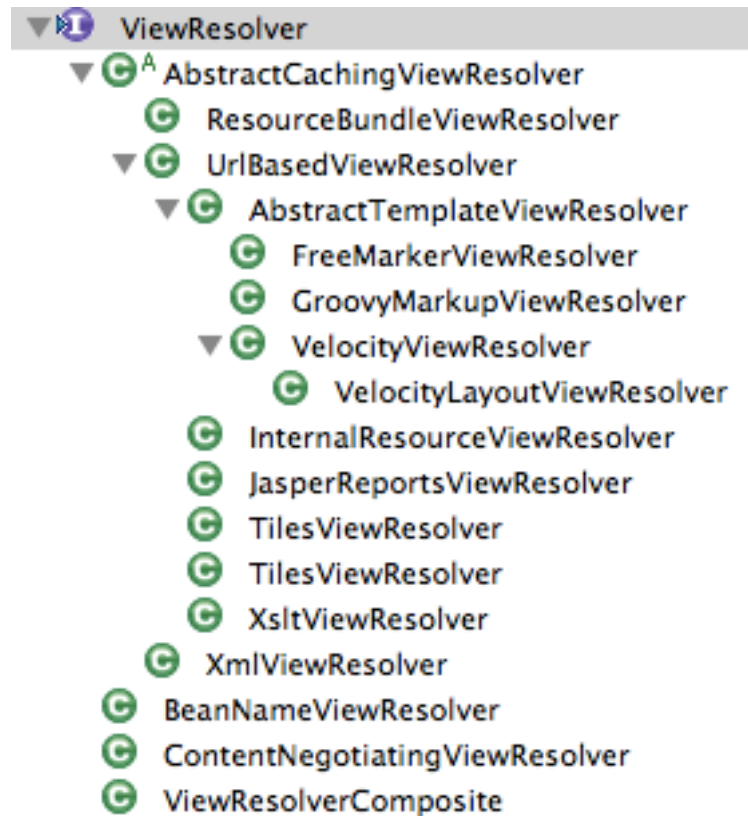 ViewResolver
AbstractCachingViewResolver
ResourceBundleViewResolver
UrlBasedViewResolver
AbstractTemplateViewResolver
FreeMarkerViewResolver
GroovyMarkupViewResolver
VelocityViewResolver
VelocityLayoutViewResolver
InternalResourceViewResolver
JasperReportsViewResolver
TilesViewResolver
TilesViewResolver
XsltViewResolver
XmlViewResolver
BeanNameViewResolver
ContentNegotiatingViewResolver
ViewResolverComposite